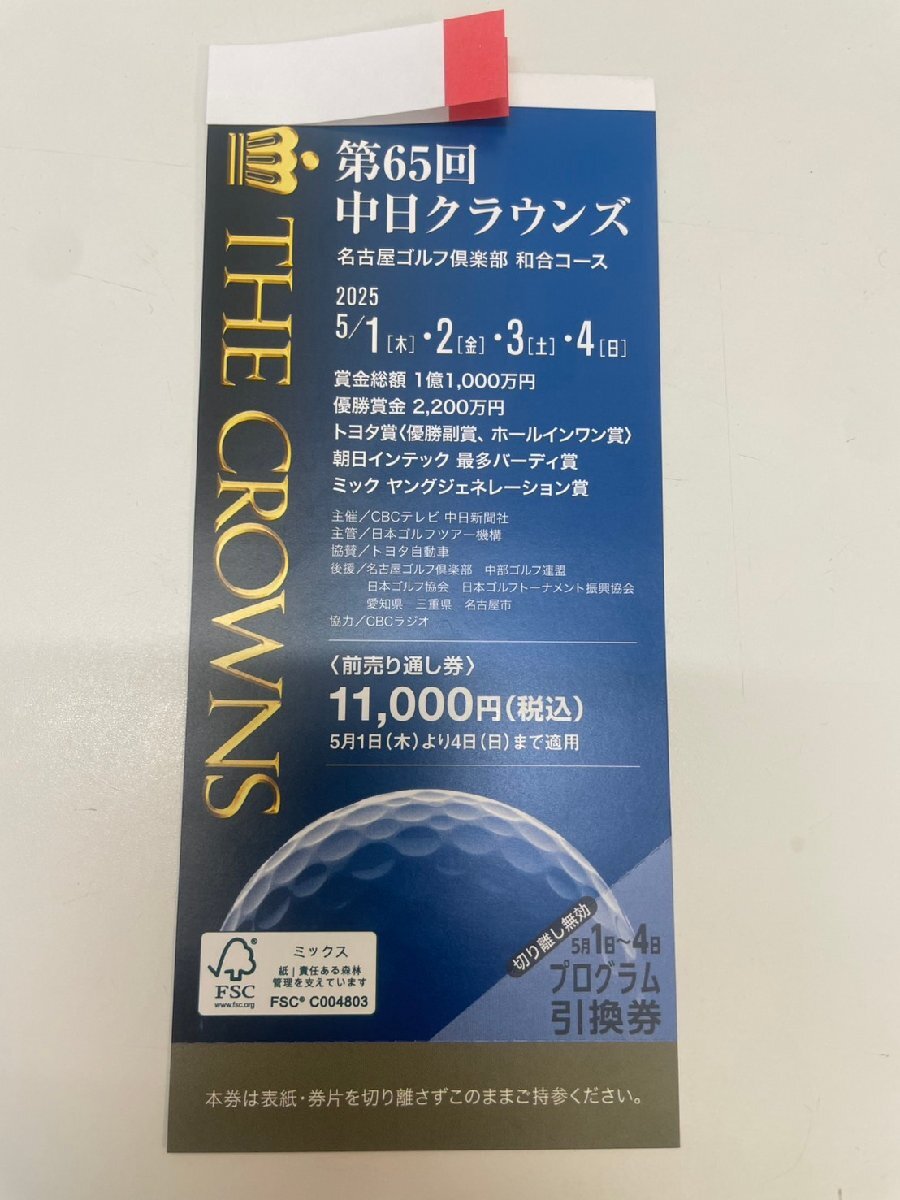 THE CROWNS
第65回
中日クラウンズ
名古屋ゴルフ倶楽部 和合コース
2025
5/1[木]・2[金]・3[土]・4[日]
賞金総額 1億1,000万円
優勝賞金 2,200万円
トヨタ賞〈優勝副賞、ホールインワン賞〉
朝日インテック 最多バーディ賞
ミック ヤングジェネレーション賞
主催/CBCテレビ 中日新聞社
主管/日本ゴルフツアー機構
協賛/トヨタ自動車
後援/名古屋ゴルフ倶楽部 中部ゴルフ連盟
日本ゴルフ協会 日本ゴルフトーナメント振興協会
愛知県 三重県 名古屋市
協力/CBCラジオ
〈前売り通し券〉
11,000円(税込)
5月1日(木)より4日(日)まで適用
切り離し無効
5月1日〜4日
プログラム
引換券
FSC
www.fsc.org
ミックス
紙|責任ある森林
管理を支えています
FSC® C004803
本券は表紙・券片を切り離さずこのままご持参ください。